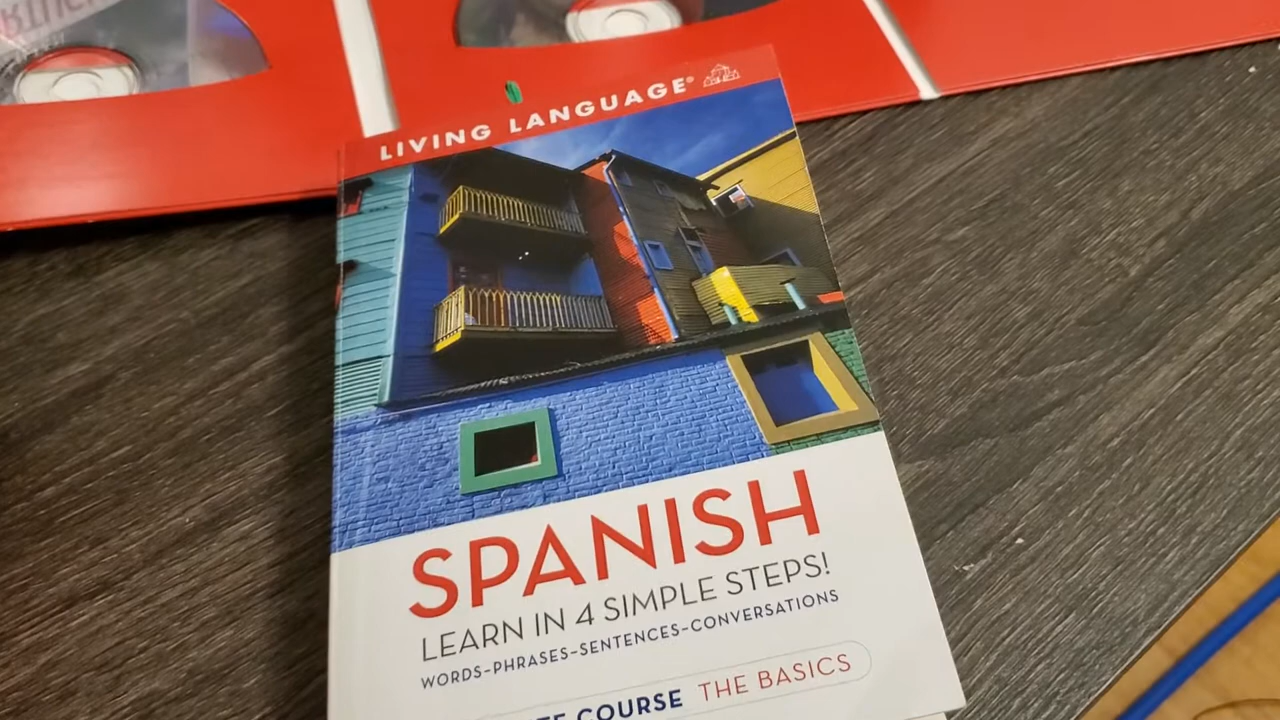 LIVING LANGUAGE®
SPANISH
LEARN IN 4 SIMPLE STEPS!
WORDS–PHRASES–SENTENCES–CONVERSATIONS
COURSE THE BASICS